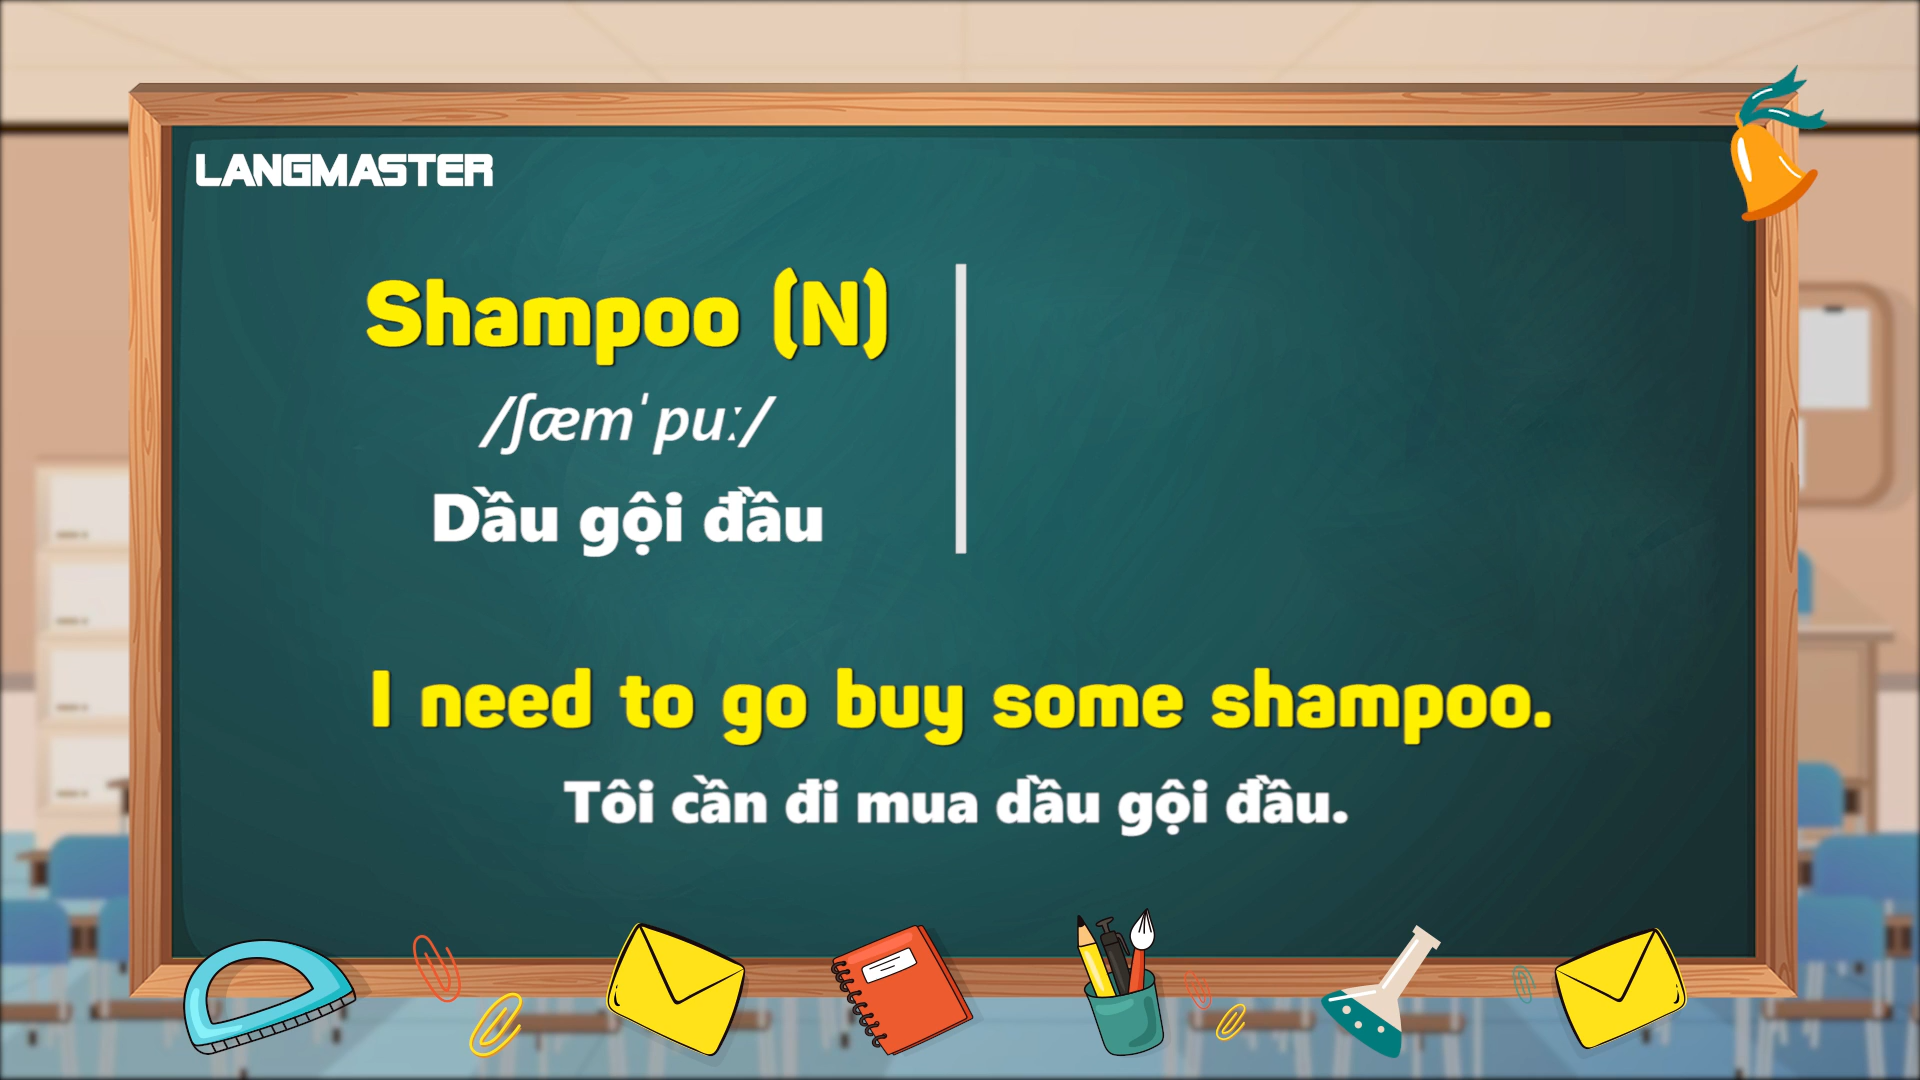 LANGMASTER
Shampoo (N)
/ʃæmˈpuː/
Dầu gội đầu
I need to go buy some shampoo.
Tôi cần đi mua dầu gội đầu.